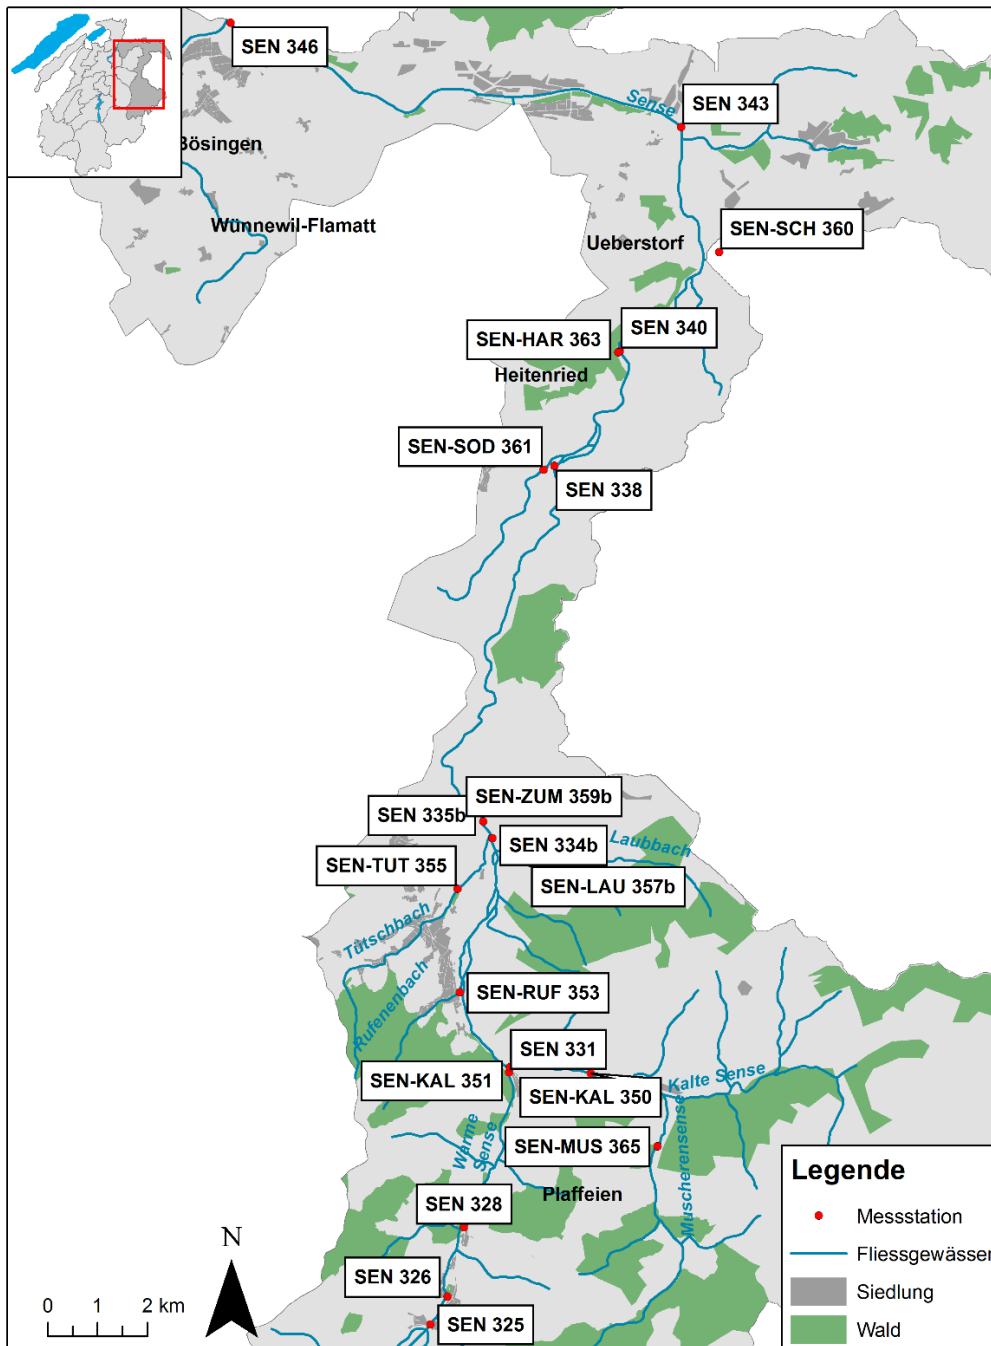 SEN 346
SEN 343
Sense
Bösingen
Wünnewil-Flamatt
Ueberstorf
SEN-SCH 360
SEN 340
SEN-HAR 363
Heitenried
SEN-SOD 361
SEN 338
SEN-ZUM 359b
SEN 335b
SEN 334b
Laubbach
SEN-TUT 355
SEN-LAU 357b
Tütschbach
Rufenenbach
SEN-RUF 353
SEN 331
SEN-KAL 351
Kalte Sense
SEN-KAL 350
Warme
Sense
SEN-MUS 365
Muscherensense
Plaffeien
SEN 328
SEN 326
SEN 325
N
0 1 2 km
Legende
Messstation
Fliessgewässer
Siedlung
Wald